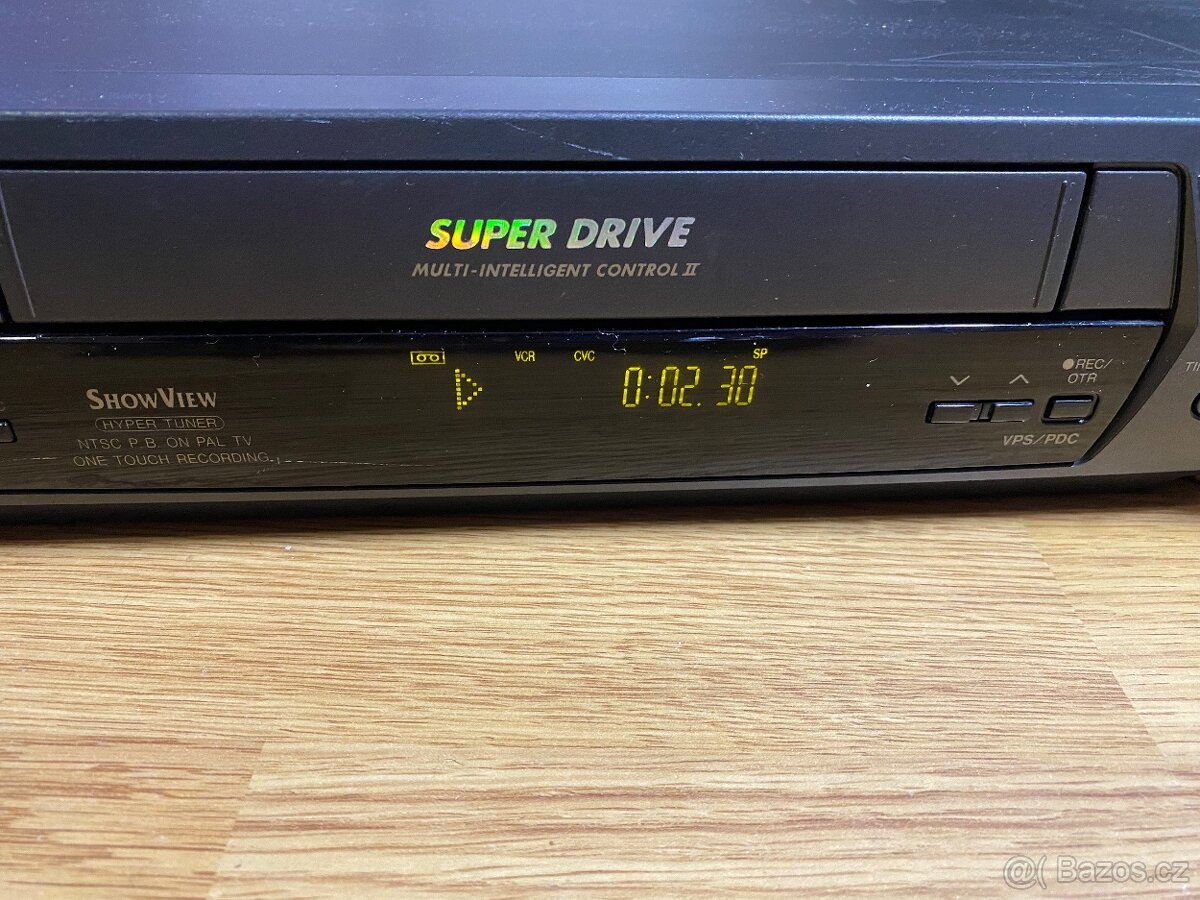 SUPER DRIVE
MULTI-INTELLIGENT CONTROL II
VCR CVC SP
0:02. 30
SHOWVIEW
HYPER TUNER
NTSC P.B. ON PAL TV
ONE TOUCH RECORDING
REC/
OTR
VPS/PDC
@( Bazos.cz